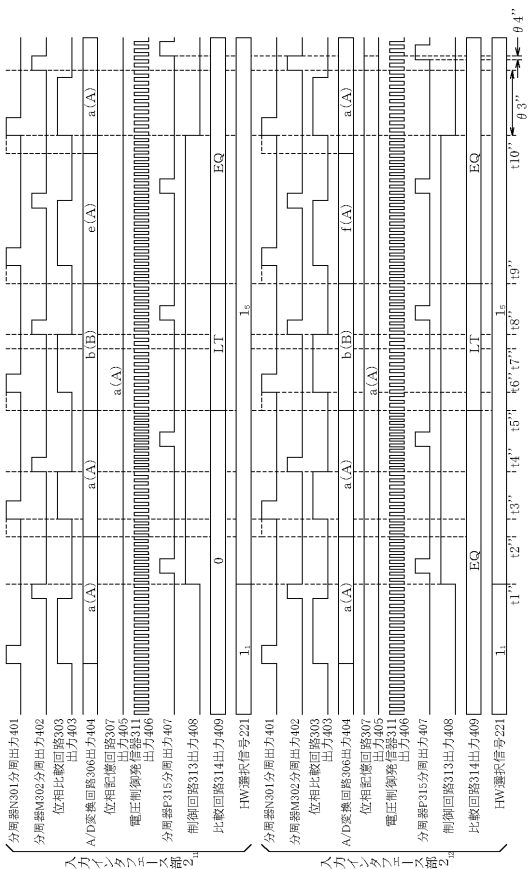 分周器N301分周出力401
分周器M302分周出力402
位相比較回路303
出力403
A/D変換回路306出力404
位相記憶回路307
出力405
電圧制御発信器311
出力406
分周器P315分周出力407
制御回路313出力408
比較回路314出力409
HW選択信号221
入力インタフェース部2₁₁
a(A) a(A) b(B) e(A) a(A)
a(A)
0 LT EQ
1₁ 1₅
分周器N301分周出力401
分周器M302分周出力402
位相比較回路303
出力403
A/D変換回路306出力404
位相記憶回路307
出力405
電圧制御発信器311
出力406
分周器P315分周出力407
制御回路313出力408
比較回路314出力409
HW選択信号221
入力インタフェース部2₁₂
a(A) a(A) b(B) f(A) a(A)
a(A)
EQ LT EQ
1₁ 1₅
t1'' t2'' t3'' t4'' t5'' t6'' t7'' t8'' t9'' t10''
θ3'' θ4''